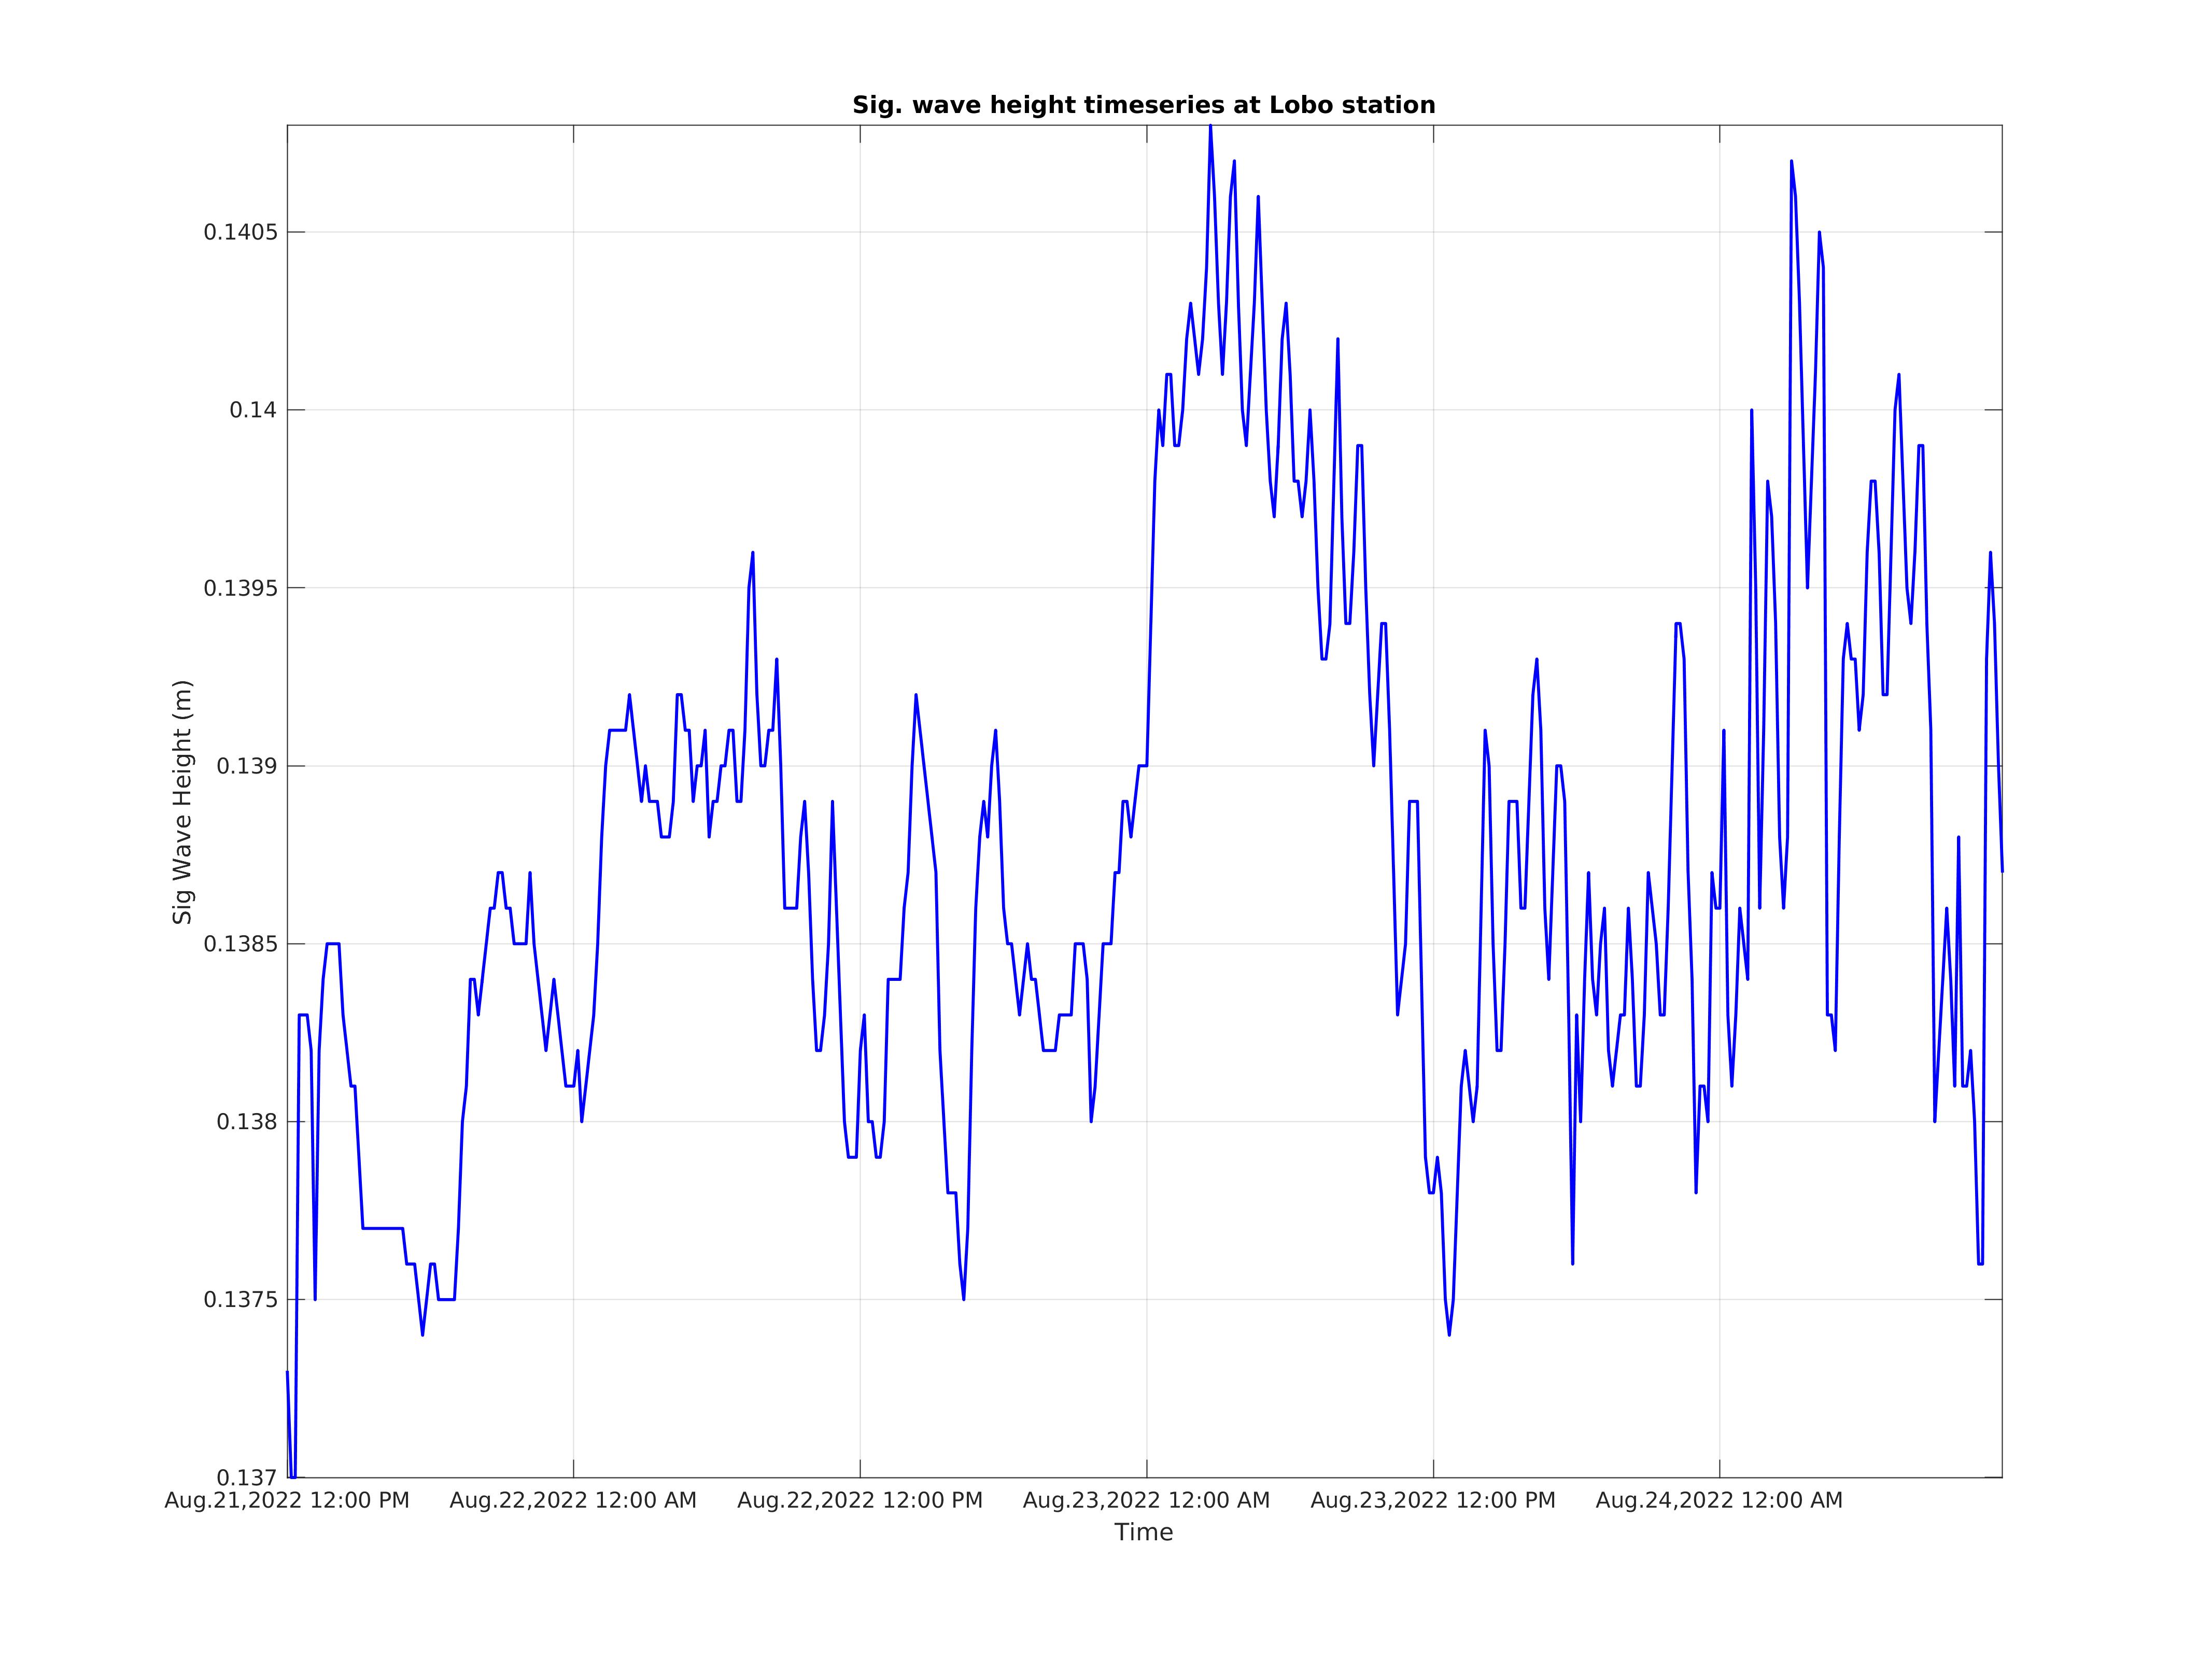 Sig. wave height timeseries at Lobo station
0.1405
0.14
0.1395
0.139
0.1385
0.138
0.1375
0.137
Sig Wave Height (m)
Aug.21,2022 12:00 PM Aug.22,2022 12:00 AM Aug.22,2022 12:00 PM Aug.23,2022 12:00 AM Aug.23,2022 12:00 PM Aug.24,2022 12:00 AM
Time